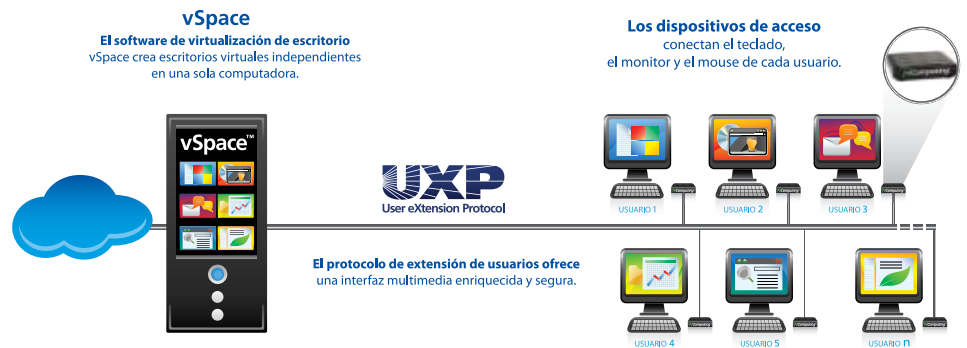 vSpace
El software de virtualización de escritorio
vSpace crea escritorios virtuales independientes
en una sola computadora.
Los dispositivos de acceso
conectan el teclado,
el monitor y el mouse de cada usuario.
vSpace™
UXP
User eXtension Protocol
USUARIO 1
USUARIO 2
USUARIO 3
El protocolo de extensión de usuarios ofrece
una interfaz multimedia enriquecida y segura.
USUARIO 4
USUARIO 5
USUARIO n